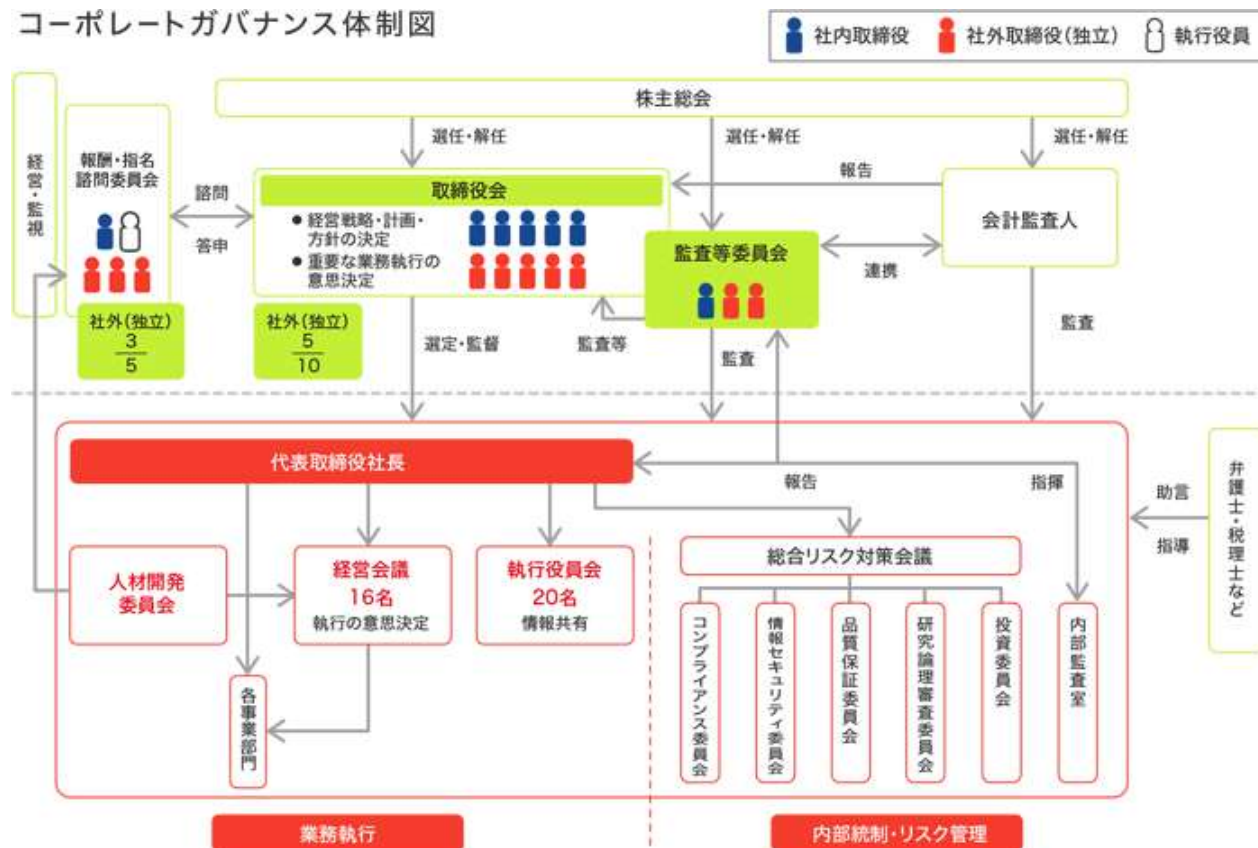 コーポレートガバナンス体制図
社内取締役
社外取締役(独立)
執行役員
経営・監視
株主総会
選任・解任
選任・解任
選任・解任
報酬・指名
諮問委員会
諮問
答申
取締役会
● 経営戦略・計画・
方針の決定
● 重要な業務執行の
意思決定
報告
会計監査人
監査等委員会
連携
社外(独立)
3
5
社外(独立)
5
10
選定・監督
監査等
監査
監査
代表取締役社長
報告
指揮
助言
指導
弁護士・税理士など
人材開発
委員会
経営会議
16名
執行の意思決定
執行役員会
20名
情報共有
総合リスク対策会議
各事業部門
コンプライアンス委員会
情報セキュリティ委員会
品質保証委員会
研究論理審査委員会
投資委員会
内部監査室
業務執行
内部統制・リスク管理